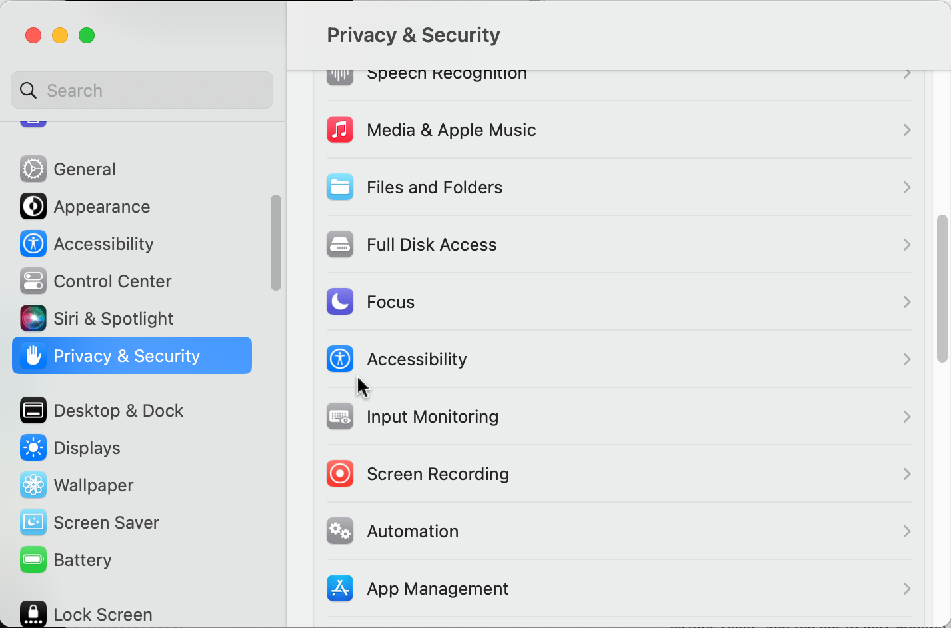 Privacy & Security
Search
General
Appearance
Accessibility
Control Center
Siri & Spotlight
Privacy & Security
Desktop & Dock
Displays
Wallpaper
Screen Saver
Battery
Lock Screen
Speech Recognition
Media & Apple Music
Files and Folders
Full Disk Access
Focus
Accessibility
Input Monitoring
Screen Recording
Automation
App Management